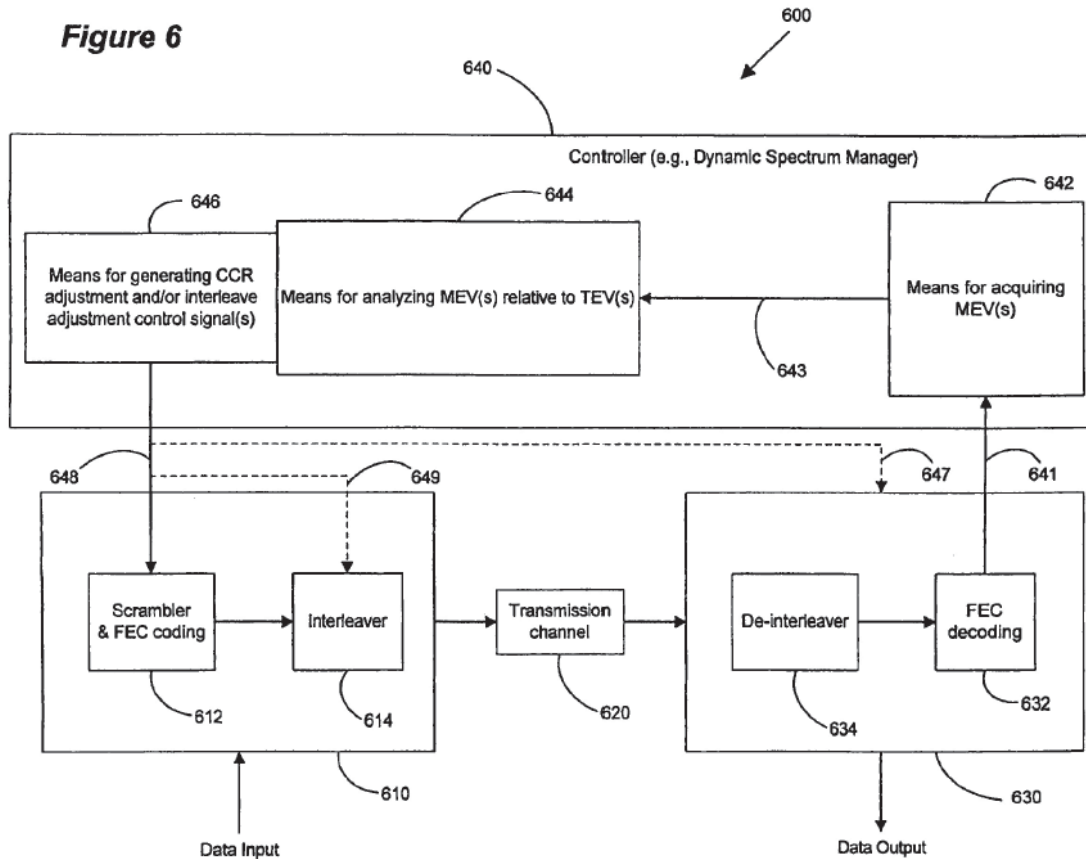 Figure 6
600
640
Controller (e.g., Dynamic Spectrum Manager)
646
644
642
Means for generating CCR
adjustment and/or interleave
adjustment control signal(s)
Means for analyzing MEV(s) relative to TEV(s)
Means for acquiring
MEV(s)
643
648
649
647
641
Scrambler
& FEC coding
Interleaver
Transmission
channel
De-interleaver
FEC
decoding
612
614
620
634
632
610
630
Data Input
Data Output